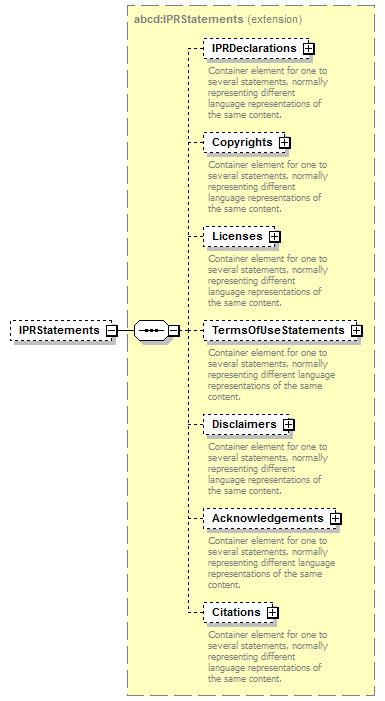 abcd:IPRStatements (extension)
IPRDeclarations
Container element for one to
several statements, normally
representing different
language representations of
the same content.
Copyrights
Container element for one to
several statements, normally
representing different
language representations of
the same content.
Licenses
Container element for one to
several statements, normally
representing different
language representations of
the same content.
IPRStatements
TermsOfUseStatements
Container element for one to
several statements, normally
representing different language
representations of the same
content.
Disclaimers
Container element for one to
several statements, normally
representing different
language representations of
the same content.
Acknowledgements
Container element for one to
several statements, normally
representing different language
representations of the same
content.
Citations
Container element for one to
several statements, normally
representing different
language representations of
the same content.